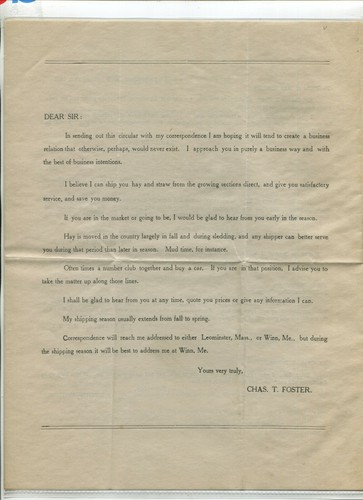 DEAR SIR:
In sending out this circular with my correspondence I am hoping it will tend to create a business
relation that otherwise, perhaps, would never exist. I approach you in purely a business way and with
the best of business intentions.
I believe I can ship you hay and straw from the growing sections direct, and give you satisfactory
service, and save you money.
If you are in the market or going to be, I would be glad to hear from you early in the season.
Hay is moved in the country largely in fall and during sledding, and any shipper can better serve
you during that period than later in season. Mud time, for instance.
Often times a number club together and buy a car. If you are in that position, I advise you to
take the matter up along those lines.
I shall be glad to hear from you at any time, quote you prices or give any information I can.
My shipping season usually extends from fall to spring.
Correspondence will reach me addressed to either Leominster, Mass., or Winn, Me., but during
the shipping season it will be best to address me at Winn, Me.
Yours very truly,
CHAS. T. FOSTER.